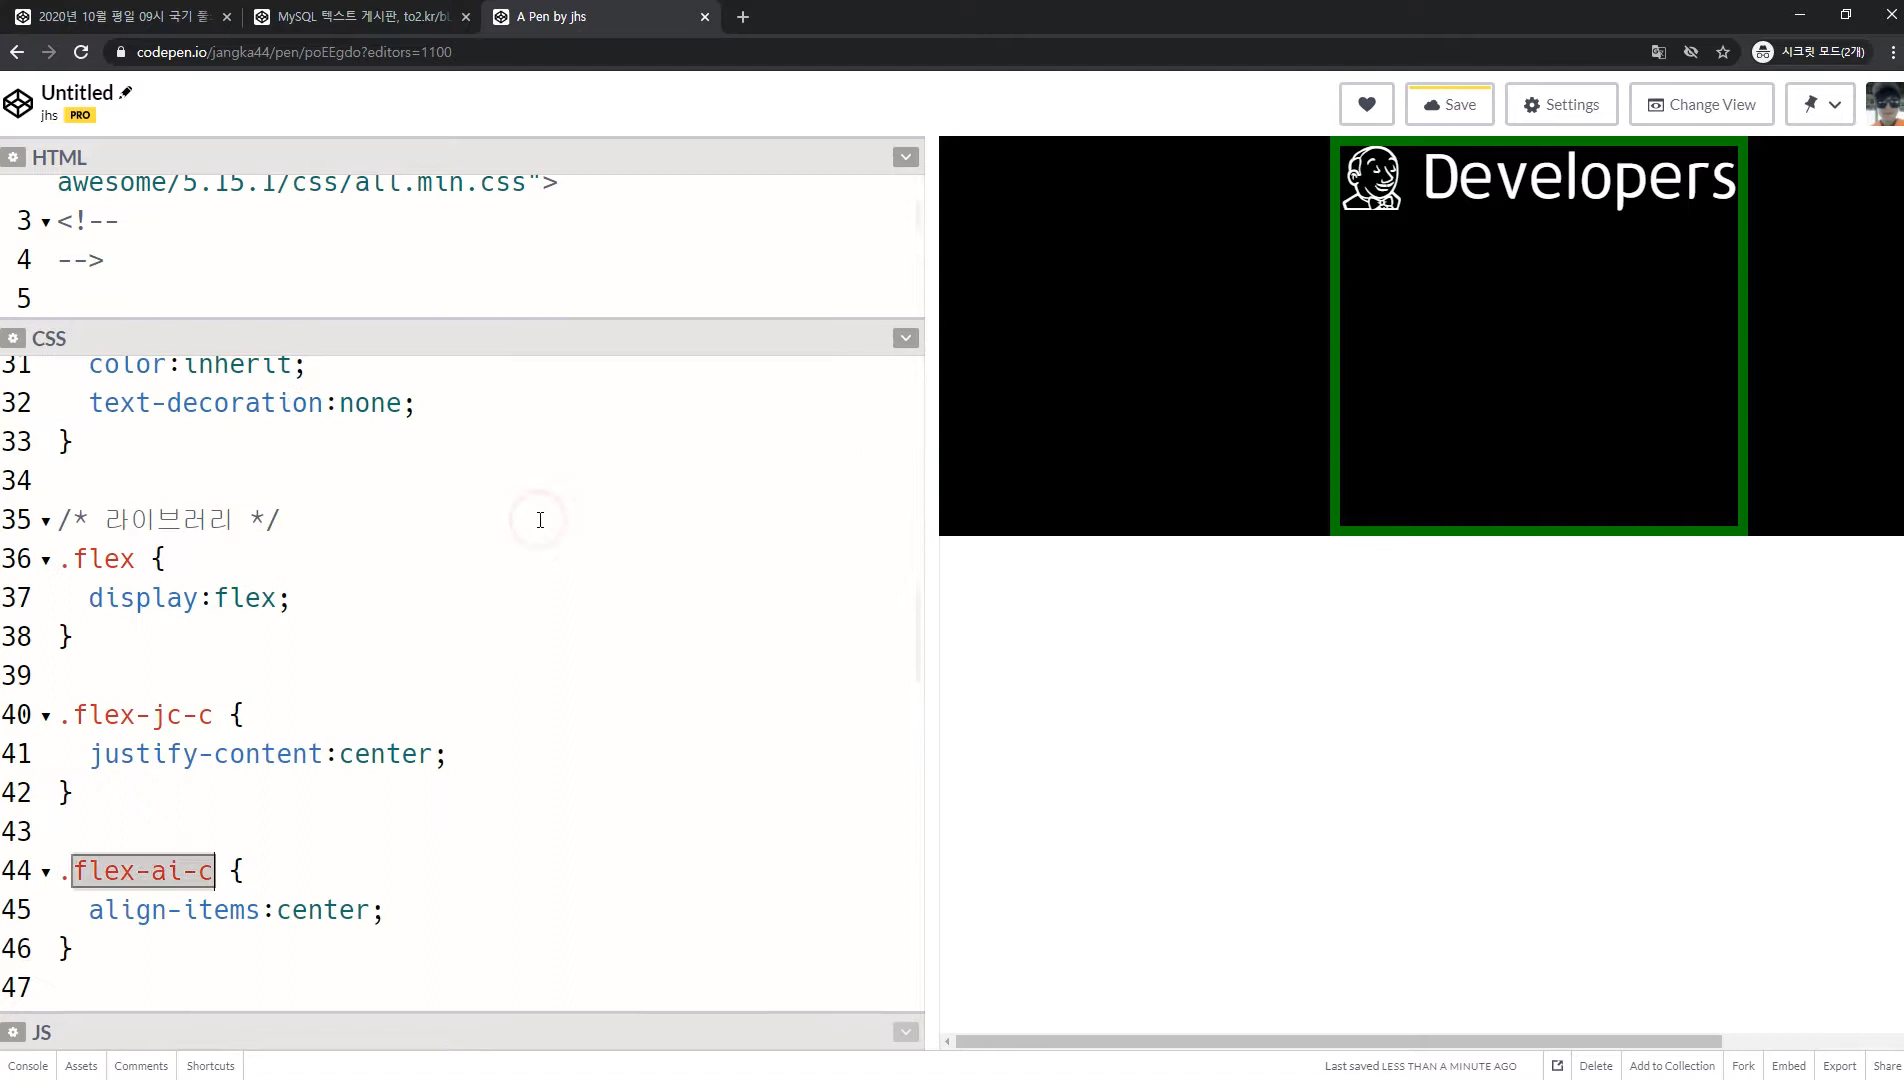 2020년 10월 평일 09시 국기 풀
MySQL 텍스트 게시판, to2.kr/bL
A Pen by jhs
codepen.io/jangka44/pen/poEEgdo?editors=1100
시크릿 모드(2개)
Untitled
jhs PRO
Save
Settings
Change View
HTML
awesome/5.15.1/css/all.min.css">
3 <!--
4 -->
5
CSS
31 color:inherit;
32 text-decoration:none;
33 }
34
35 /* 라이브러리 */
36 .flex {
37 display:flex;
38 }
39
40 .flex-jc-c {
41 justify-content:center;
42 }
43
44 .flex-ai-c {
45 align-items:center;
46 }
47
JS
Developers
Console Assets Comments Shortcuts
Last saved LESS THAN A MINUTE AGO
Delete Add to Collection Fork Embed Export Share